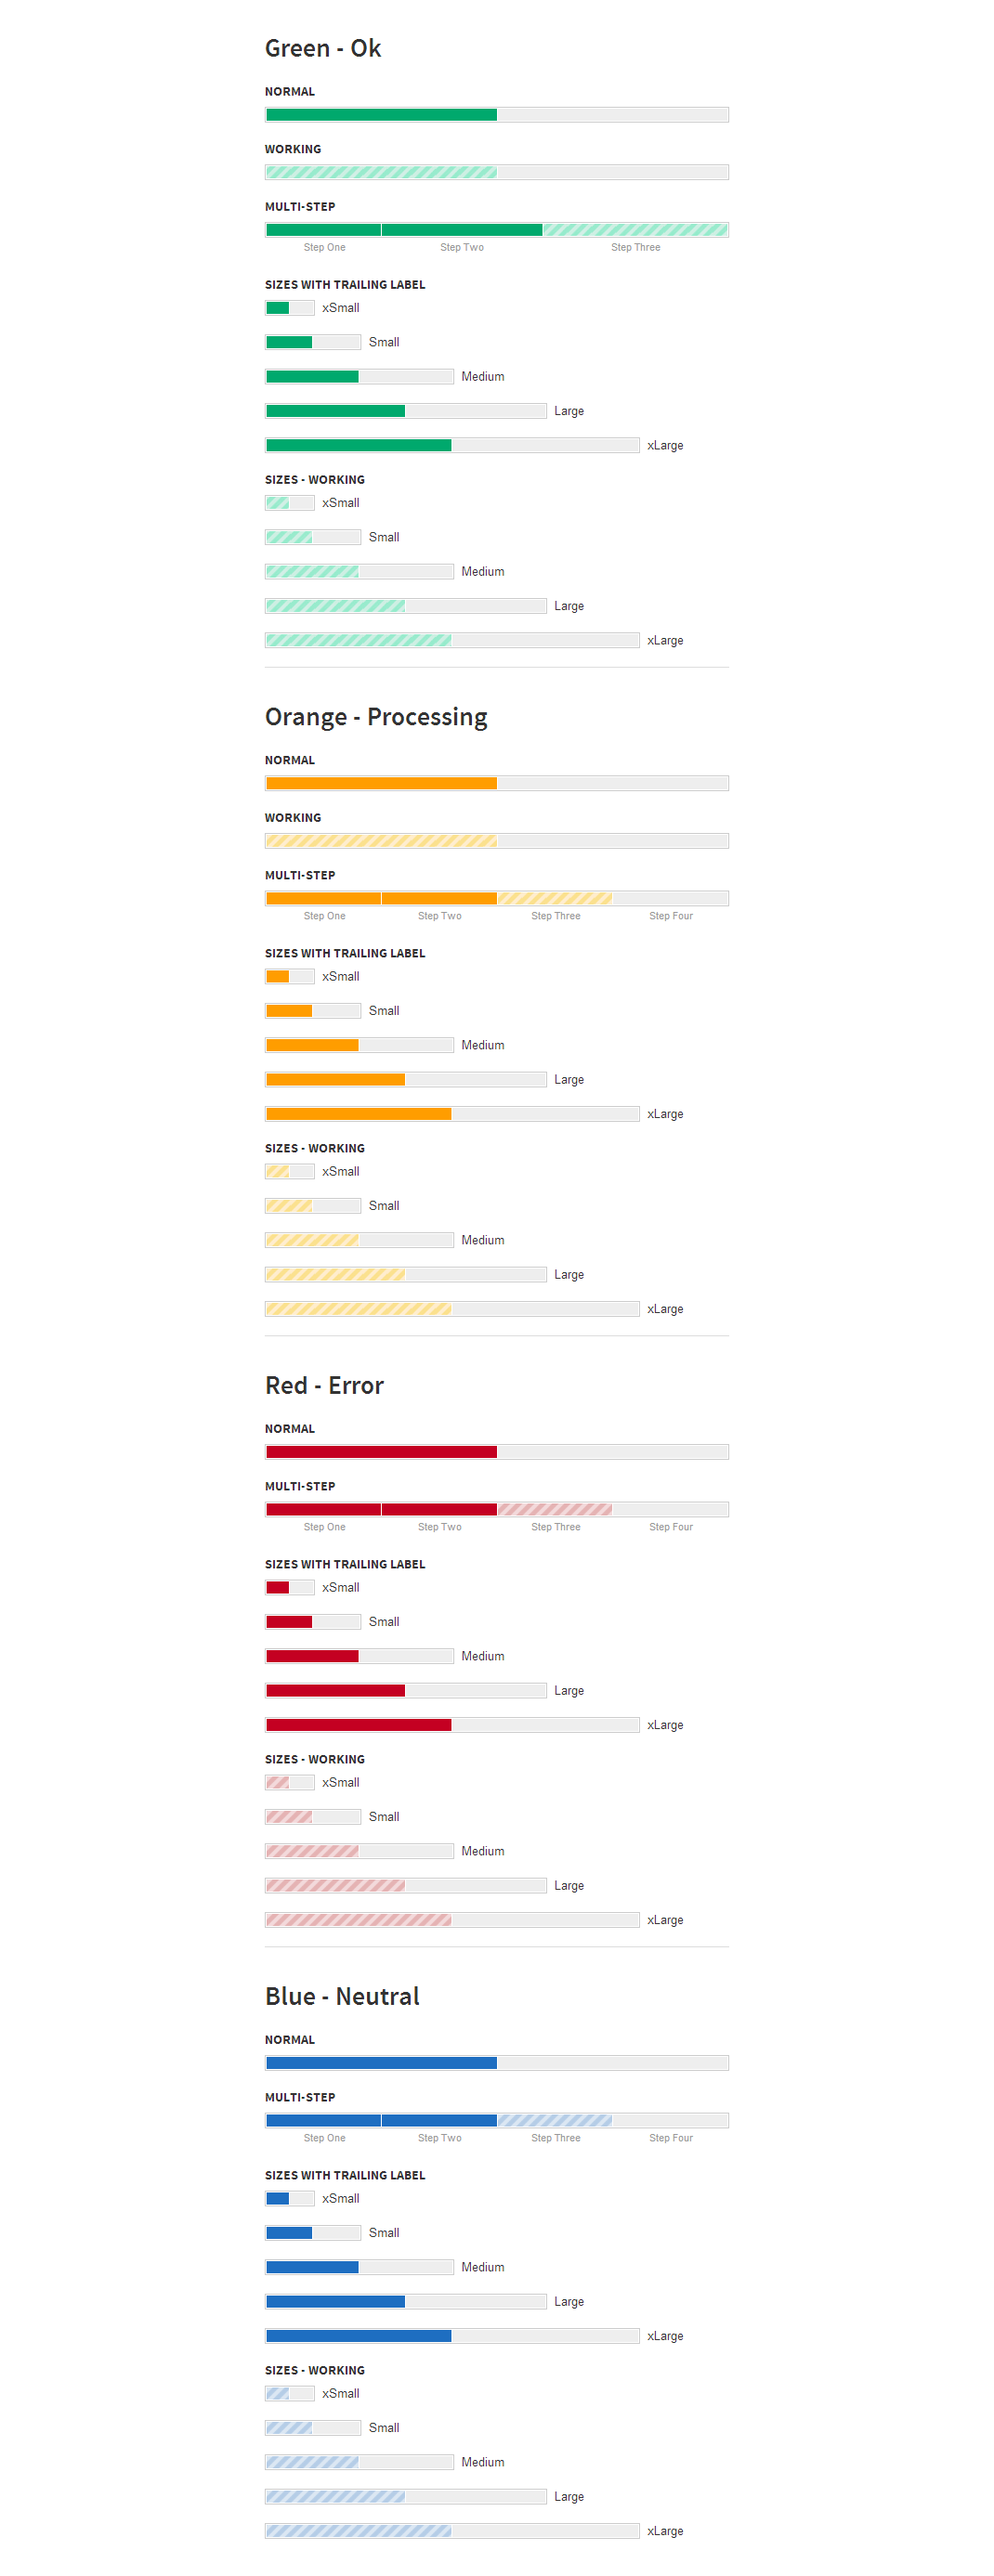 Green - Ok
NORMAL
WORKING
MULTI-STEP
Step One Step Two Step Three
SIZES WITH TRAILING LABEL
xSmall
Small
Medium
Large
xLarge
SIZES - WORKING
xSmall
Small
Medium
Large
xLarge
Orange - Processing
NORMAL
WORKING
MULTI-STEP
Step One Step Two Step Three Step Four
SIZES WITH TRAILING LABEL
xSmall
Small
Medium
Large
xLarge
SIZES - WORKING
xSmall
Small
Medium
Large
xLarge
Red - Error
NORMAL
MULTI-STEP
Step One Step Two Step Three Step Four
SIZES WITH TRAILING LABEL
xSmall
Small
Medium
Large
xLarge
SIZES - WORKING
xSmall
Small
Medium
Large
xLarge
Blue - Neutral
NORMAL
MULTI-STEP
Step One Step Two Step Three Step Four
SIZES WITH TRAILING LABEL
xSmall
Small
Medium
Large
xLarge
SIZES - WORKING
xSmall
Small
Medium
Large
xLarge